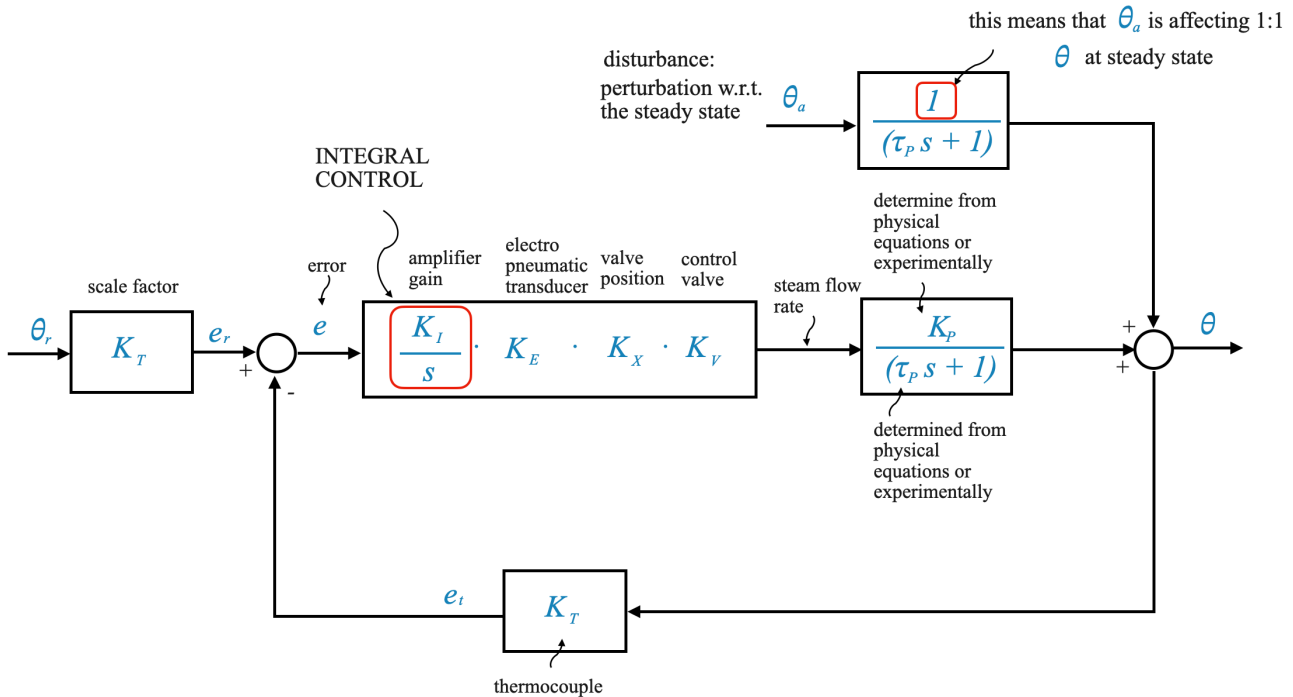 this means that θa is affecting 1:1
θ at steady state
disturbance:
perturbation w.r.t.
the steady state
θa
1
(τP s + 1)
INTEGRAL
CONTROL
determine from
physical
equations or
experimentally
error
amplifier
gain
electro
pneumatic
transducer
valve
position
control
valve
steam flow
rate
scale factor
θr
KT
er
+
-
e
KI
s
· KE · KX · KV
KP
(τP s + 1)
+
+
θ
determined from
physical
equations or
experimentally
et
KT
thermocouple